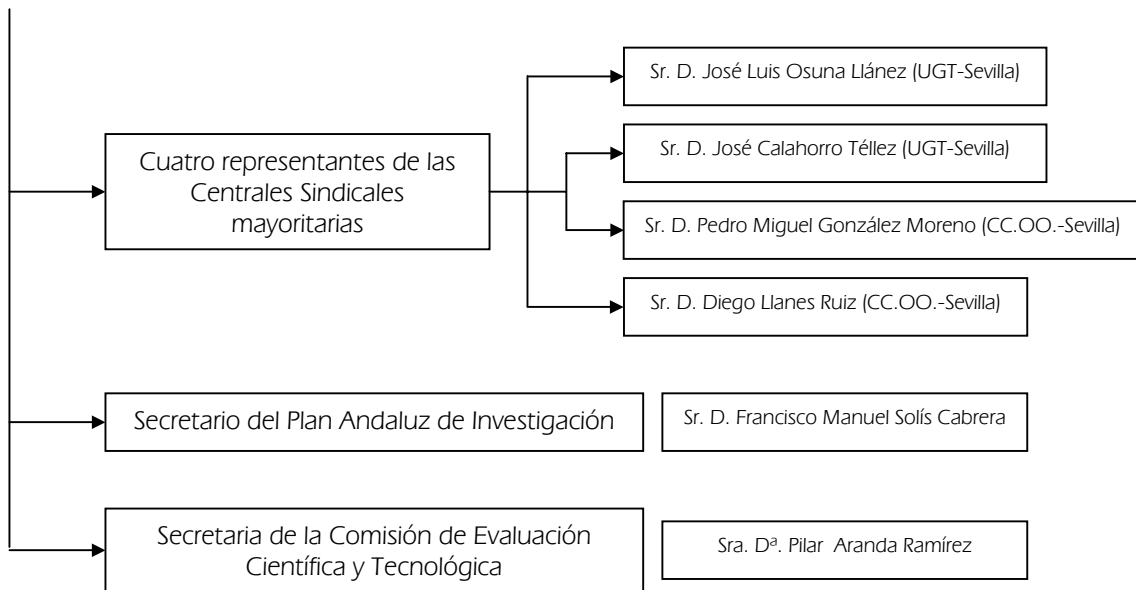 Sr. D. José Luis Osuna Llánez (UGT-Sevilla)
Cuatro representantes de las
Centrales Sindicales
mayoritarias
Sr. D. José Calahorro Téllez (UGT-Sevilla)
Sr. D. Pedro Miguel González Moreno (CC.OO.-Sevilla)
Sr. D. Diego Llanes Ruiz (CC.OO.-Sevilla)
Secretario del Plan Andaluz de Investigación
Sr. D. Francisco Manuel Solís Cabrera
Secretaria de la Comisión de Evaluación
Científica y Tecnológica
Sra. Dª. Pilar Aranda Ramírez